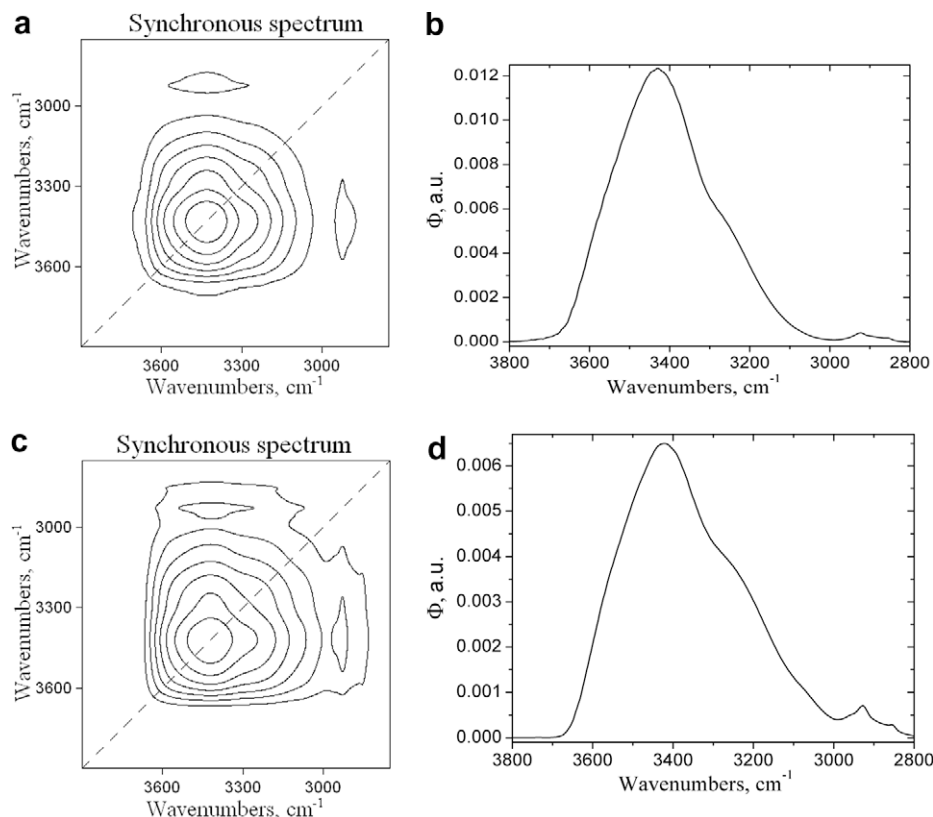 a
Synchronous spectrum
Wavenumbers, cm⁻¹
3000
3300
3600
3600 3300 3000
Wavenumbers, cm⁻¹
b
Φ, a.u.
0.012
0.010
0.008
0.006
0.004
0.002
0.000
3800 3600 3400 3200 3000 2800
Wavenumbers, cm⁻¹
c
Synchronous spectrum
Wavenumbers, cm⁻¹
3000
3300
3600
3600 3300 3000
Wavenumbers, cm⁻¹
d
Φ, a.u.
0.006
0.005
0.004
0.003
0.002
0.001
0.000
3800 3600 3400 3200 3000 2800
Wavenumbers, cm⁻¹